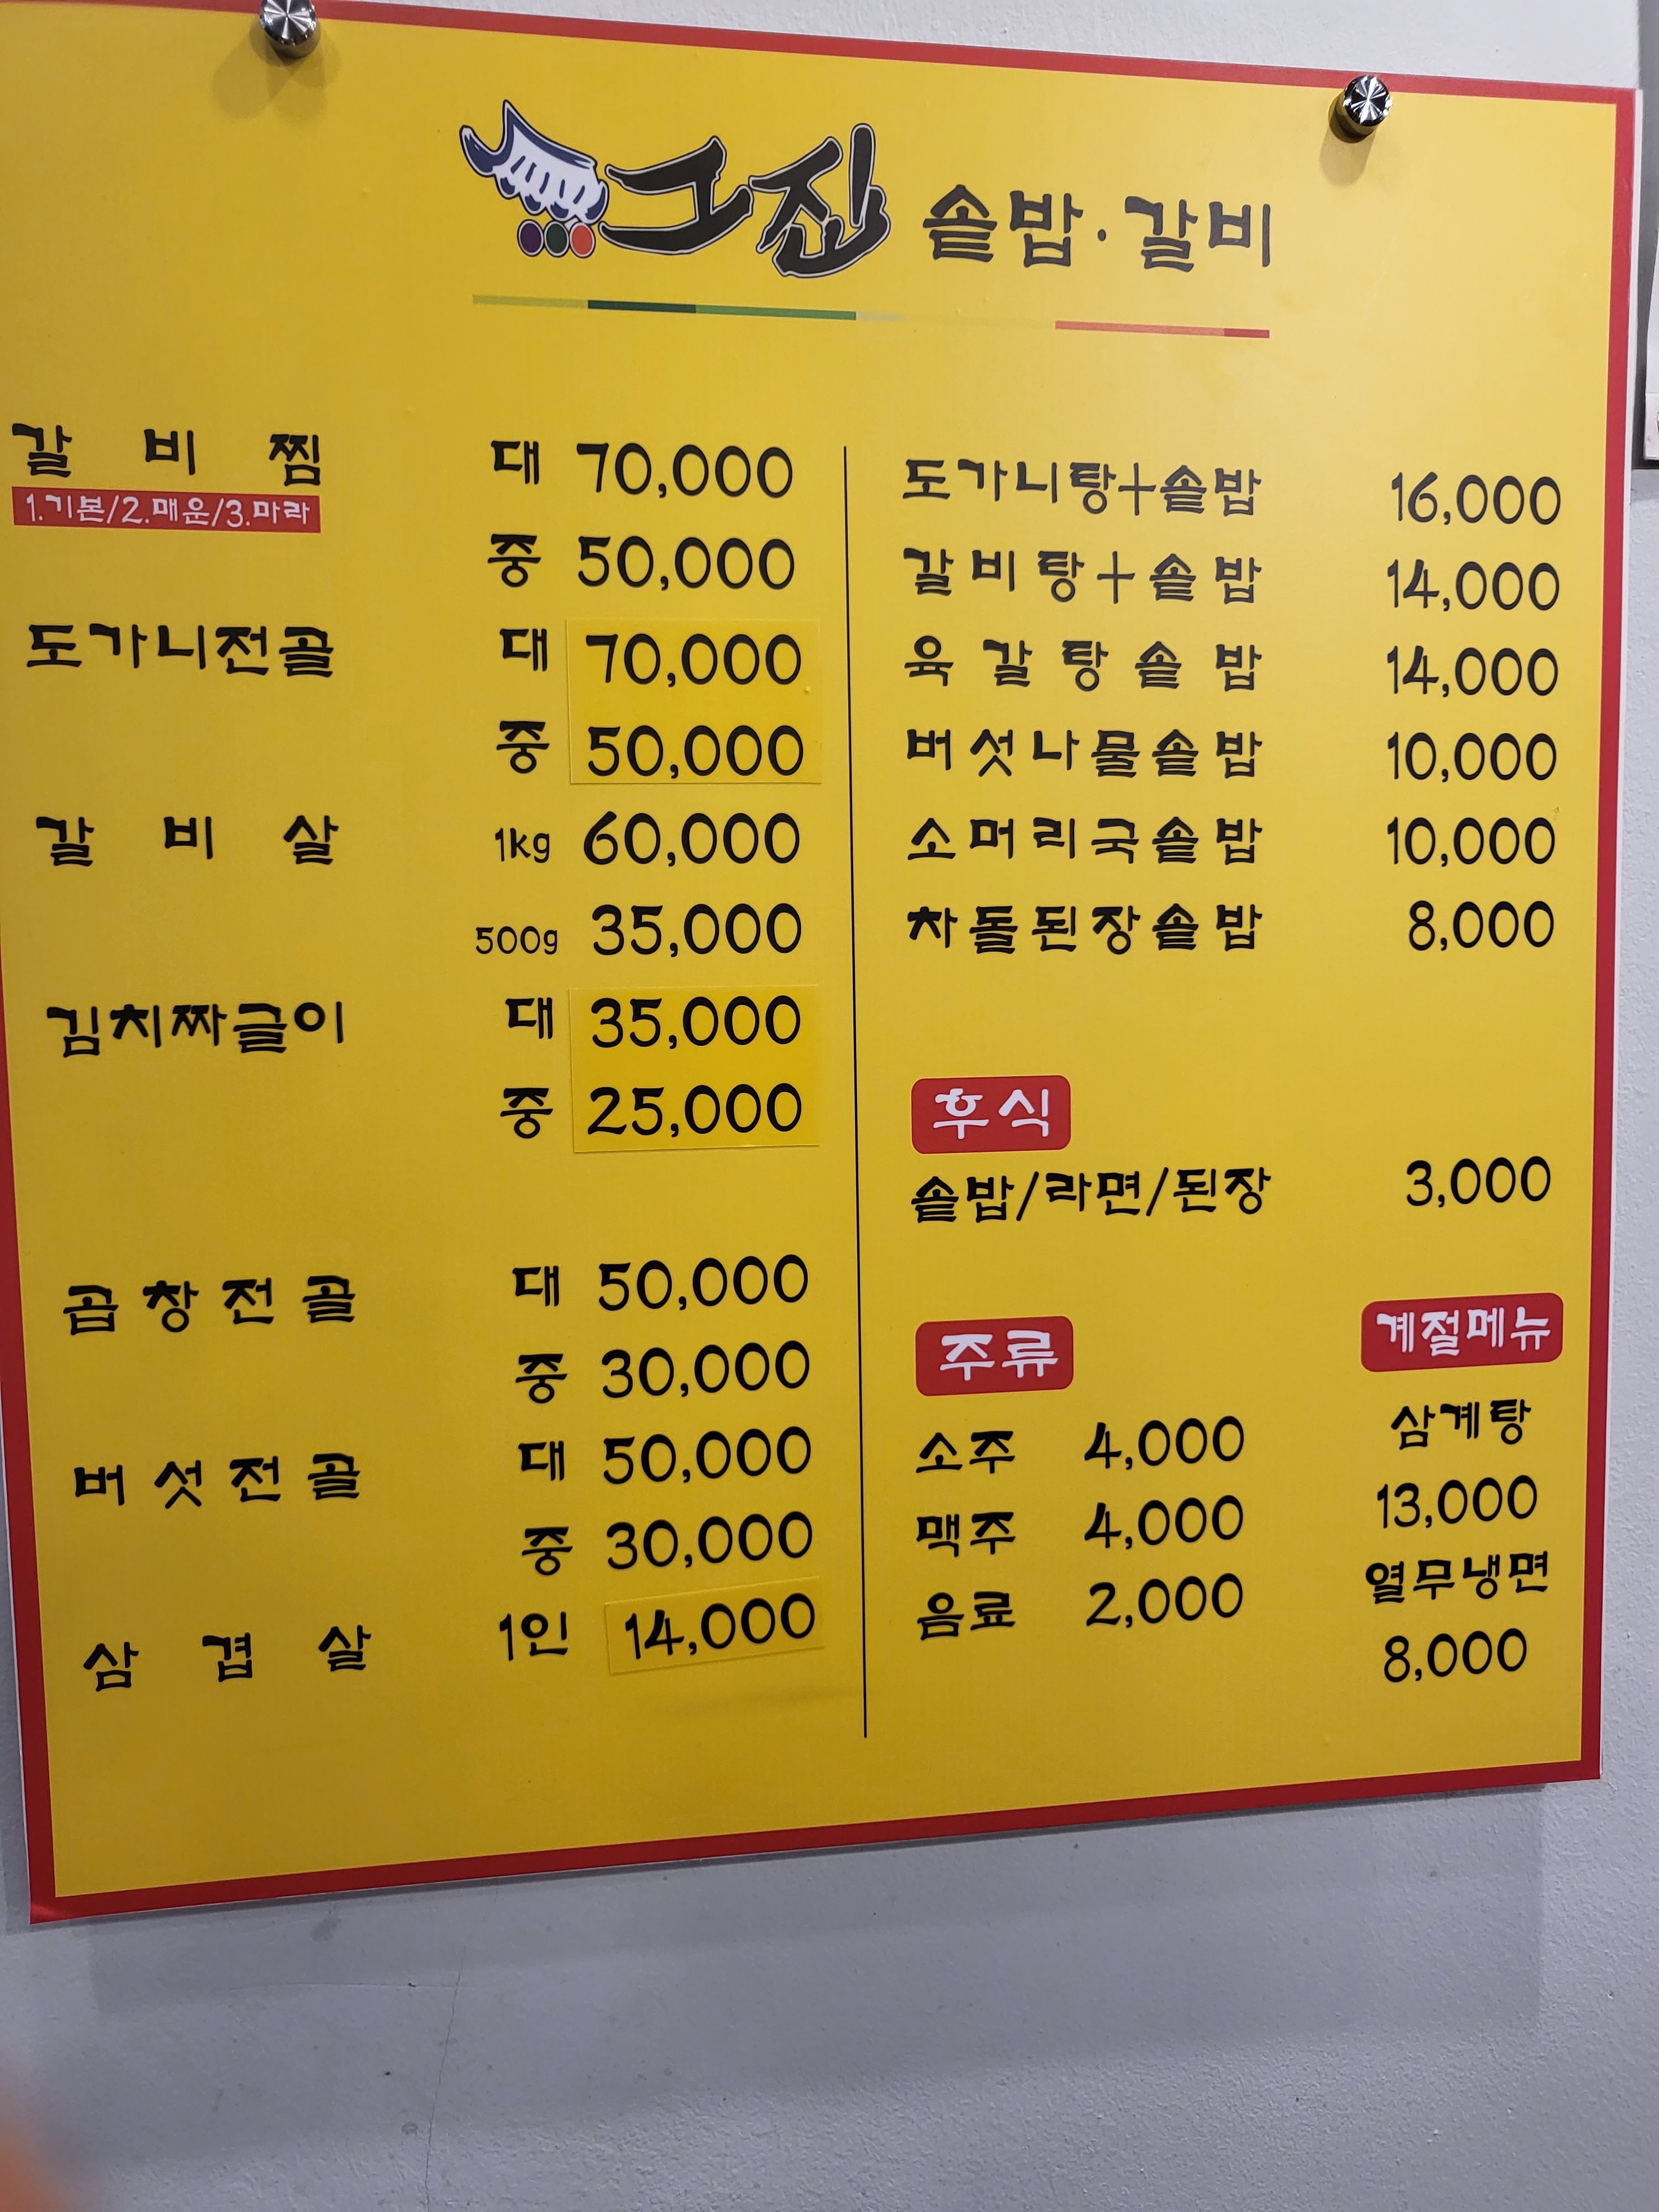 그집 솥밥·갈비
갈비찜 대 70,000
1.기본/2.매운/3.마라
중 50,000
도가니전골 대 70,000
중 50,000
갈비살 1kg 60,000
500g 35,000
김치짜글이 대 35,000
중 25,000
곱창전골 대 50,000
중 30,000
버섯전골 대 50,000
중 30,000
삼겹살 1인 14,000
도가니탕+솥밥 16,000
갈비탕+솥밥 14,000
육갈탕솥밥 14,000
버섯나물솥밥 10,000
소머리국솥밥 10,000
차돌된장솥밥 8,000
후식
솥밥/라면/된장 3,000
주류
소주 4,000
맥주 4,000
음료 2,000
계절메뉴
삼계탕
13,000
열무냉면
8,000